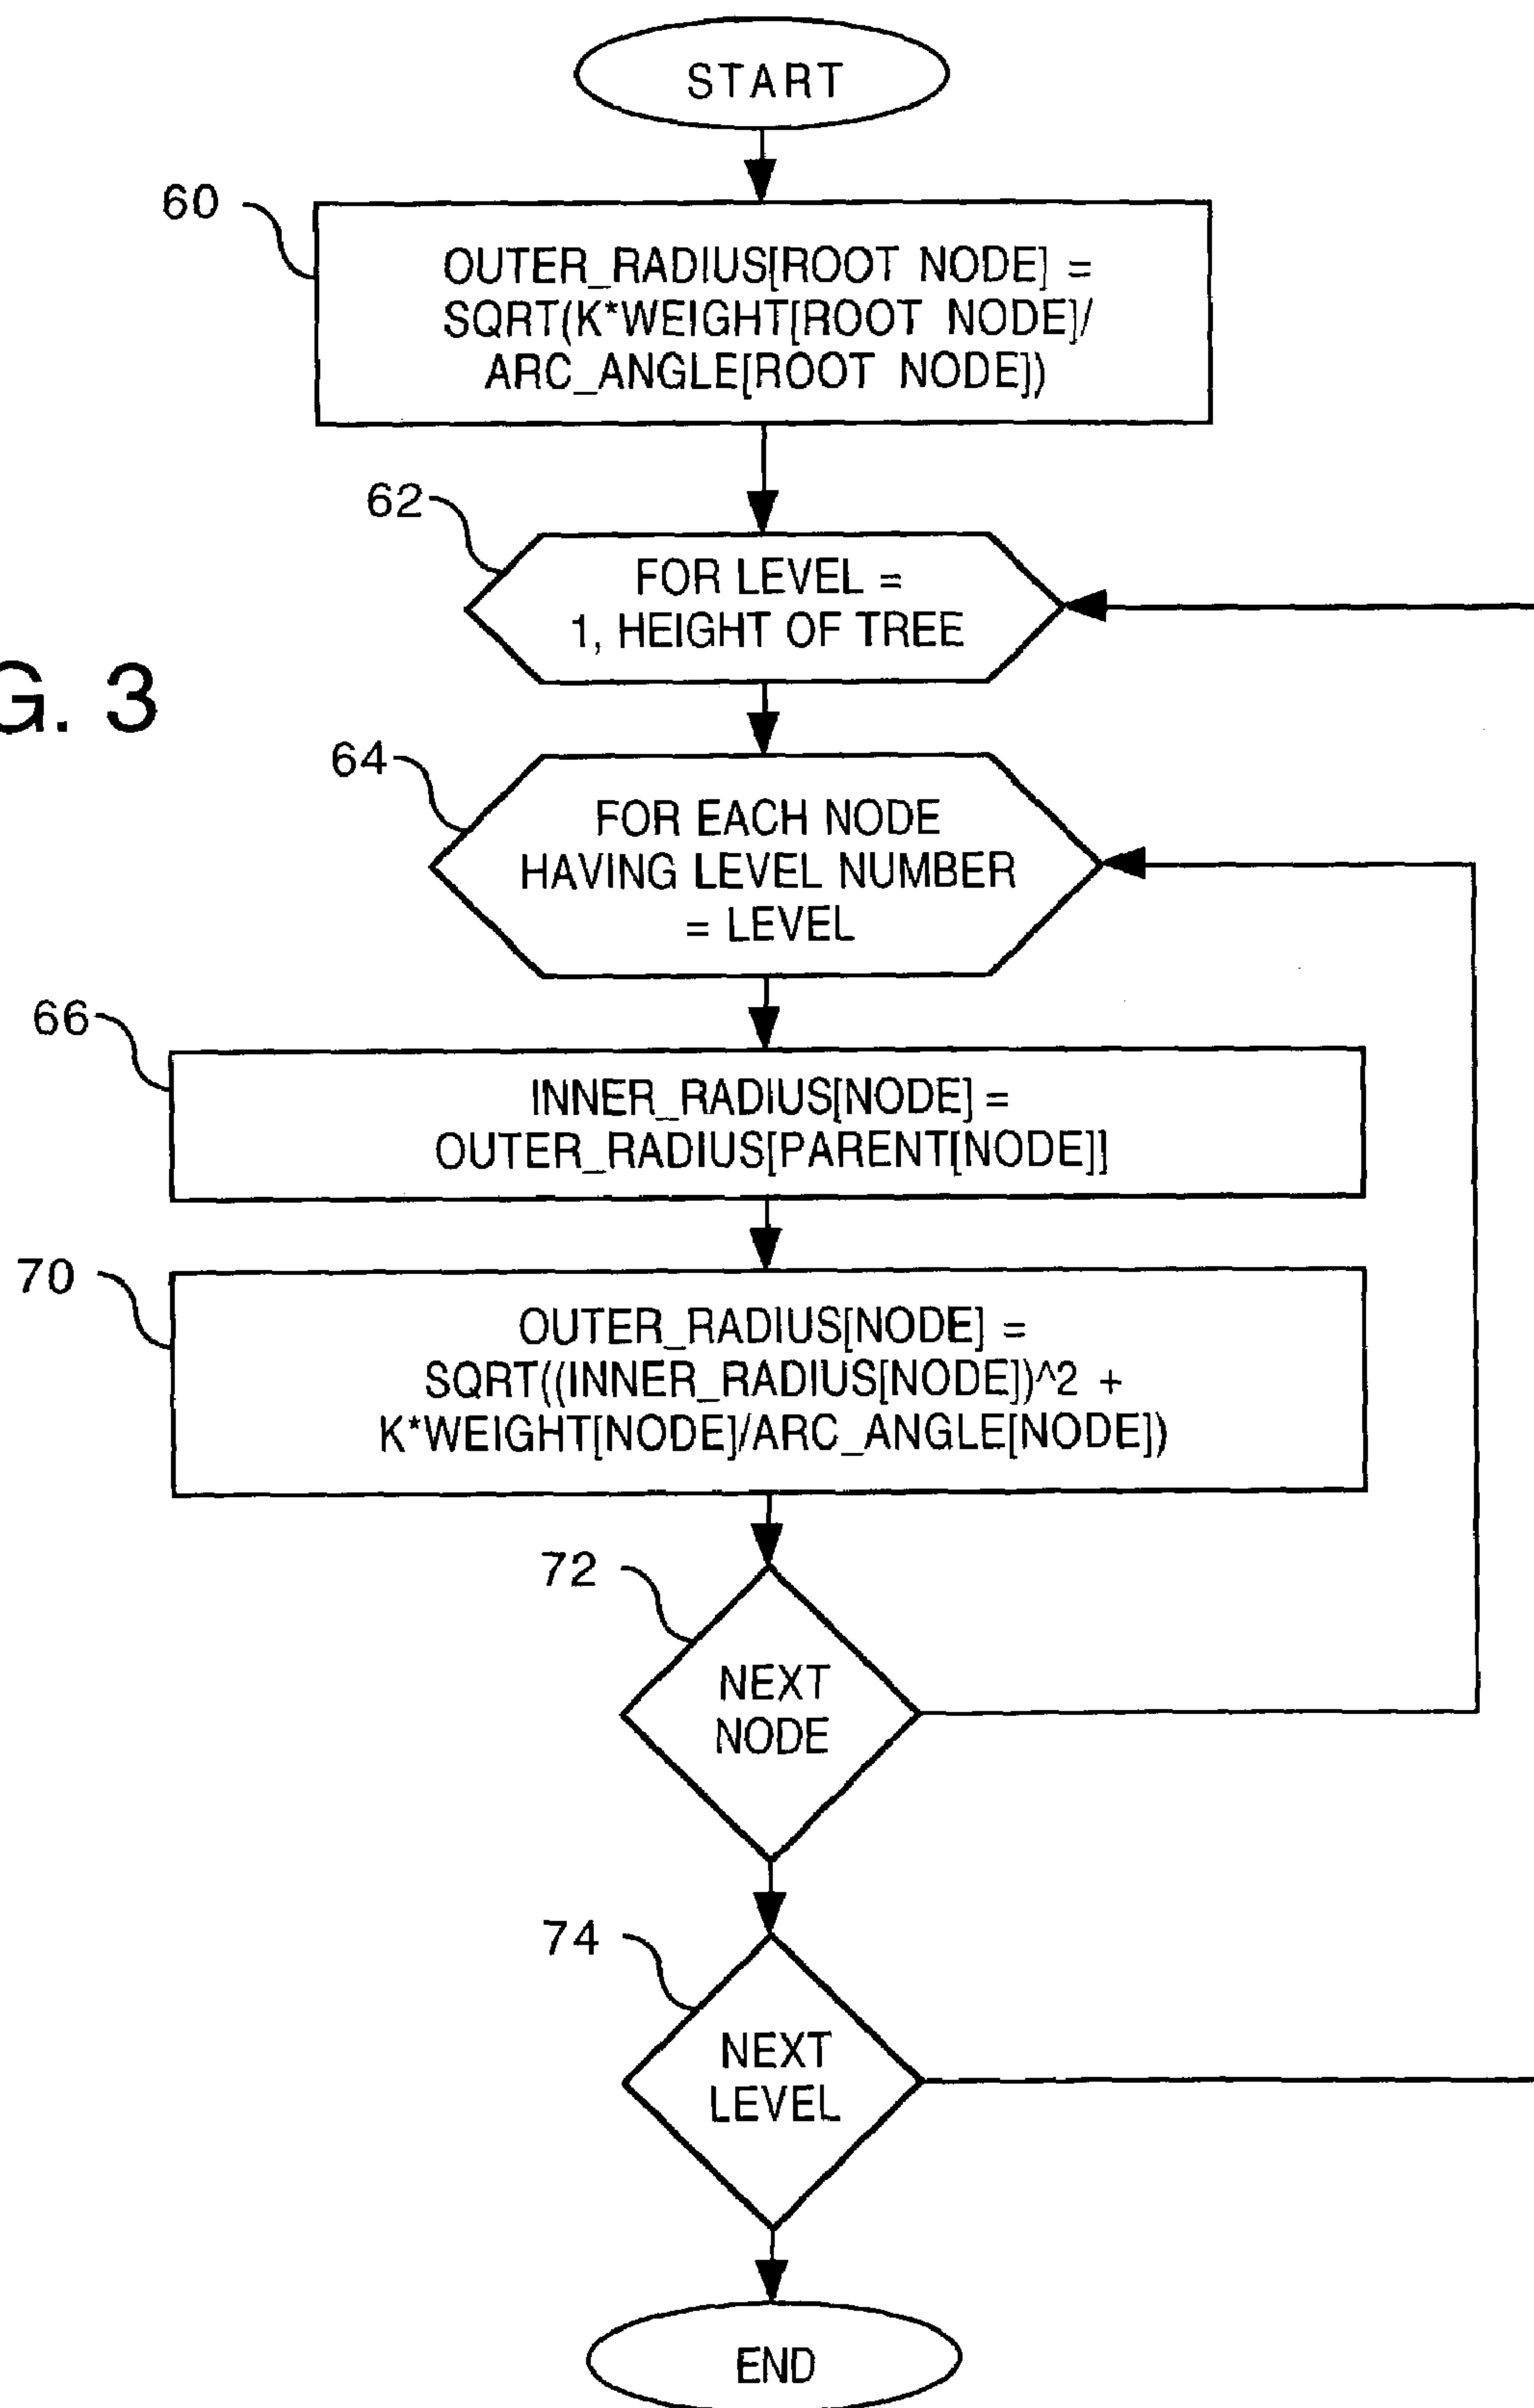 START
60
OUTER_RADIUS[ROOT NODE] =
SQRT(K*WEIGHT[ROOT NODE]/
ARC_ANGLE[ROOT NODE])
62
FOR LEVEL =
1, HEIGHT OF TREE
G. 3
64
FOR EACH NODE
HAVING LEVEL NUMBER
= LEVEL
66
INNER_RADIUS[NODE] =
OUTER_RADIUS[PARENT[NODE]]
70
OUTER_RADIUS[NODE] =
SQRT((INNER_RADIUS[NODE])^2 +
K*WEIGHT[NODE]/ARC_ANGLE[NODE])
72
NEXT
NODE
74
NEXT
LEVEL
END